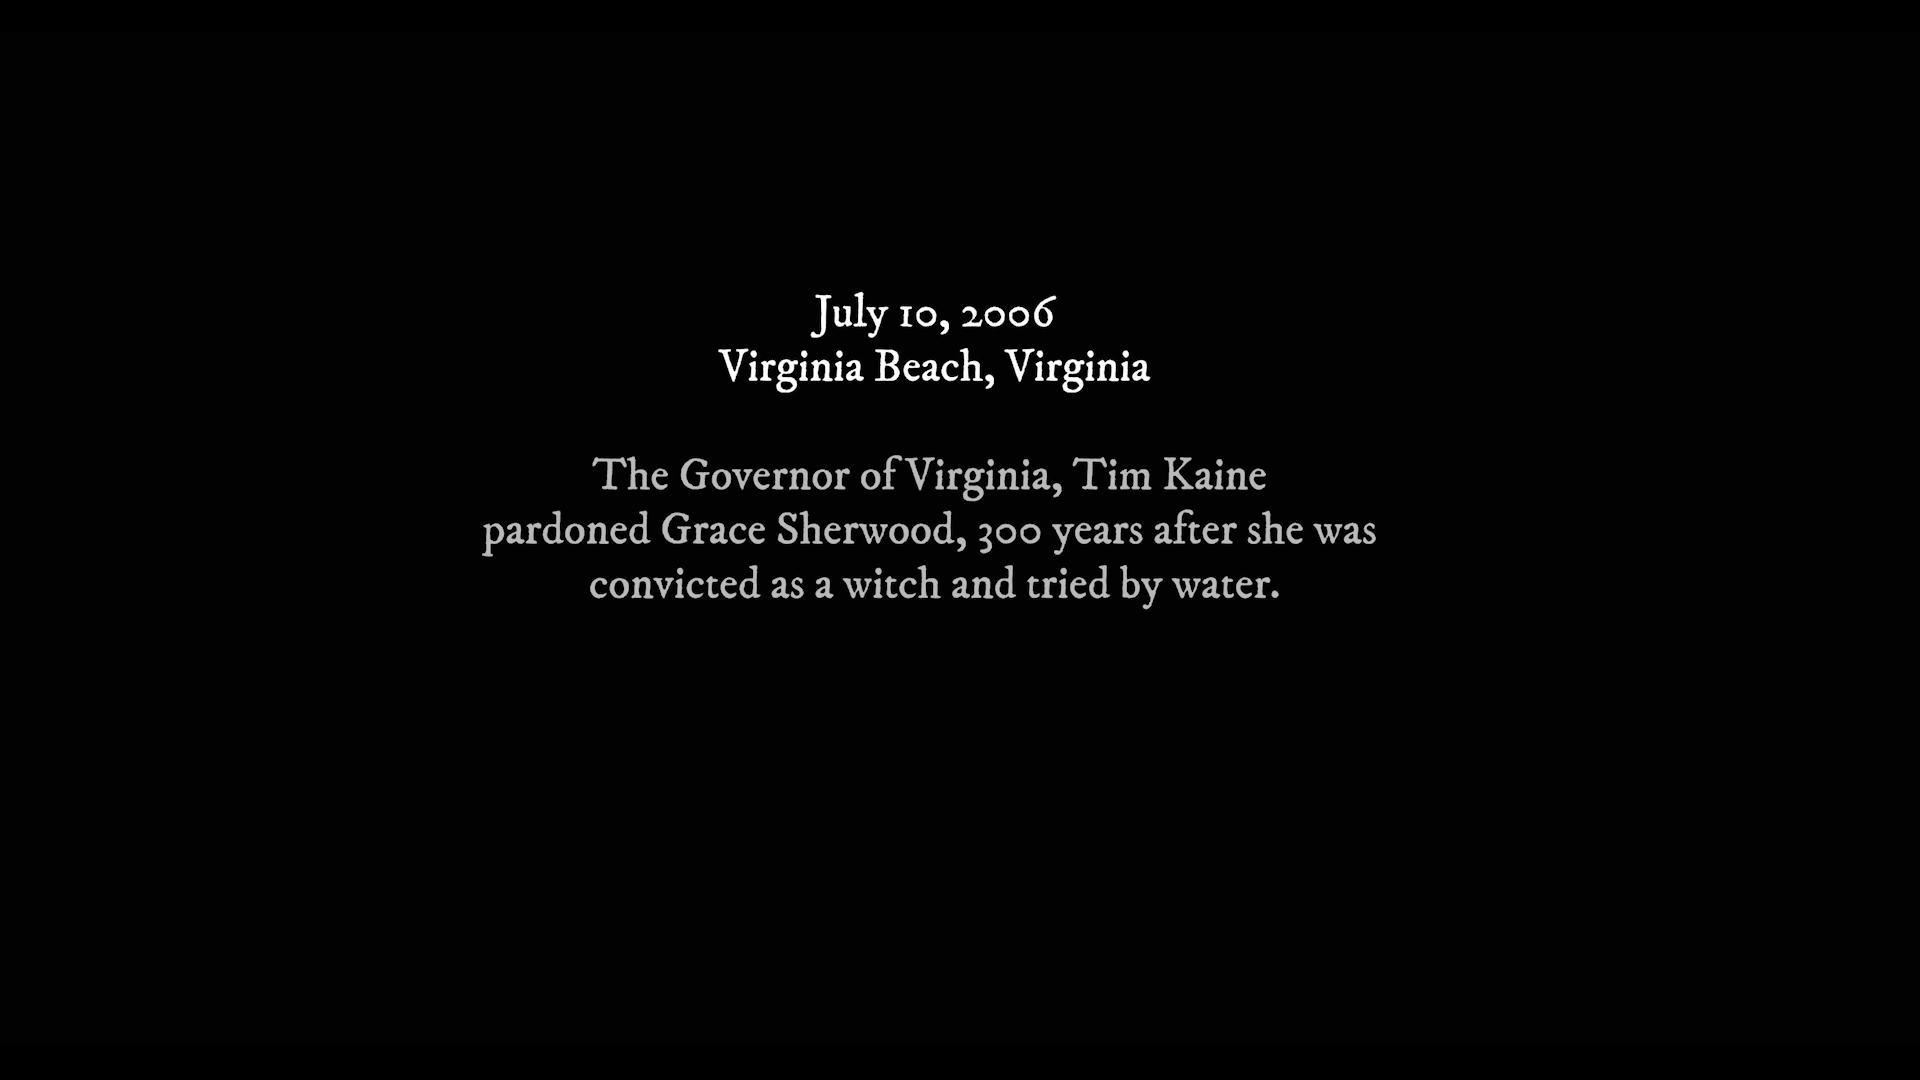 July 10, 2006
Virginia Beach, Virginia
The Governor of Virginia, Tim Kaine
pardoned Grace Sherwood, 300 years after she was
convicted as a witch and tried by water.